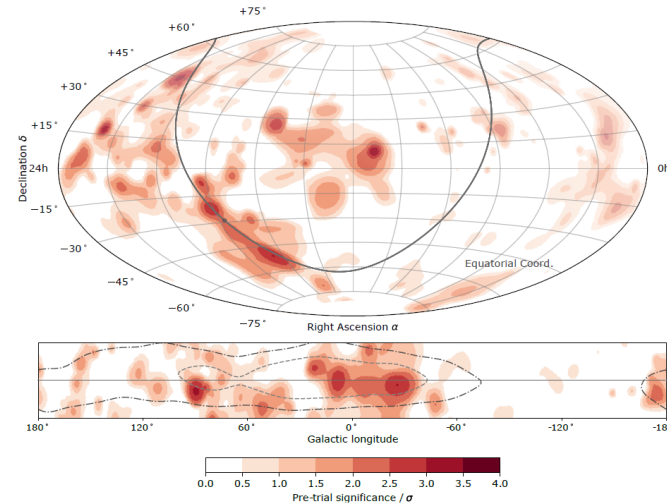 +75°
+60°
+45°
+30°
+15°
24h
0h
Declination δ
−15°
−30°
−45°
−60°
−75°
Equatorial Coord.
Right Ascension α
180° 120° 60° 0° -60° -120° -180°
Galactic longitude
0.0 0.5 1.0 1.5 2.0 2.5 3.0 3.5 4.0
Pre-trial significance / σ